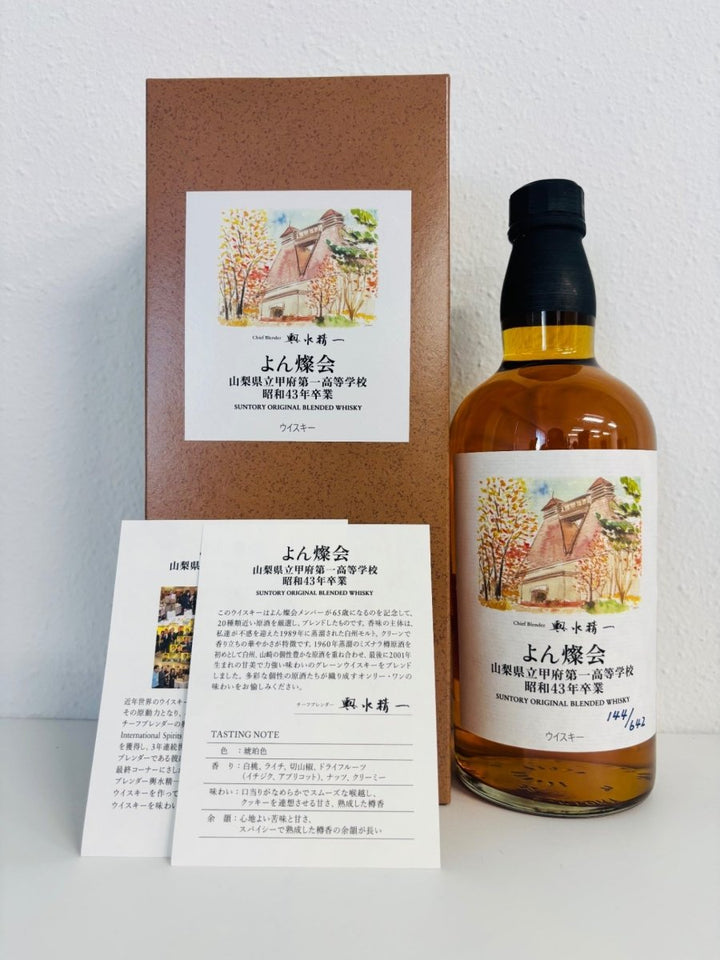 Chief Blender 輿水精一
よん燦会
山梨県立甲府第一高等学校
昭和43年卒業
SUNTORY ORIGINAL BLENDED WHISKY
ウイスキー
山梨県
近年世界のウイスキー
その原動力となり、
チーフブレンダーの
International Spirits
を獲得し、3年連続世
ブレンダーである彼
最終コーナーにさし
ブレンダー輿水精一
ウイスキーを作って
ウイスキーを味わい
よん燦会
山梨県立甲府第一高等学校
昭和43年卒業
SUNTORY ORIGINAL BLENDED WHISKY
このウイスキーはよん燦会メンバーが65歳になるのを記念して、
20種類近い原酒を厳選し、ブレンドしたものです。香味の主体は、
私達が不惑を迎えた1989年に蒸溜された白州モルト。クリーンで
香り立ちの華やかさが特徴です。1960年蒸溜のミズナラ樽原酒を
初めとして白州、山崎の個性豊かな原酒を重ね合わせ、最後に2001年
生まれの甘美で力強い味わいのグレーンウイスキーをブレンド
しました。多彩な個性の原酒たちが織り成すオンリー・ワンの
味わいをお愉しみください。
チーフブレンダー 輿水精一
TASTING NOTE
色：琥珀色
香り：白桃、ライチ、切山椒、ドライフルーツ
（イチジク、アプリコット）、ナッツ、クリーミー
味わい：口当りがなめらかでスムーズな喉越し、
クッキーを連想させる甘さ、熟成した樽香
余韻：心地よい苦味と甘さ、
スパイシーで熟成した樽香の余韻が長い
Chief Blender 輿水精一
よん燦会
山梨県立甲府第一高等学校
昭和43年卒業
SUNTORY ORIGINAL BLENDED WHISKY
144/642
ウイスキー